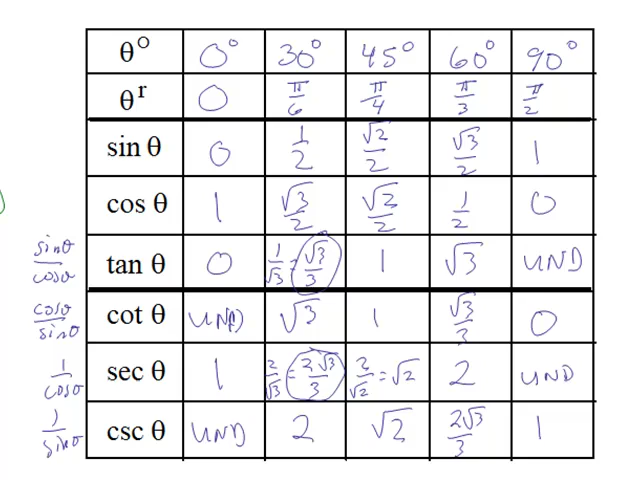 θ° 0° 30° 45° 60° 90°
θʳ 0 π/6 π/4 π/3 π/2
sin θ 0 1/2 √2/2 √3/2 1
cos θ 1 √3/2 √2/2 1/2 0
sinθ/cosθ tan θ 0 1/√3 = √3/3 1 √3 UND
cosθ/sinθ cot θ UND √3 1 √3/3 0
1/cosθ sec θ 1 2/√3 = 2√3/3 2/√2 = √2 2 UND
1/sinθ csc θ UND 2 √2 2√3/3 1